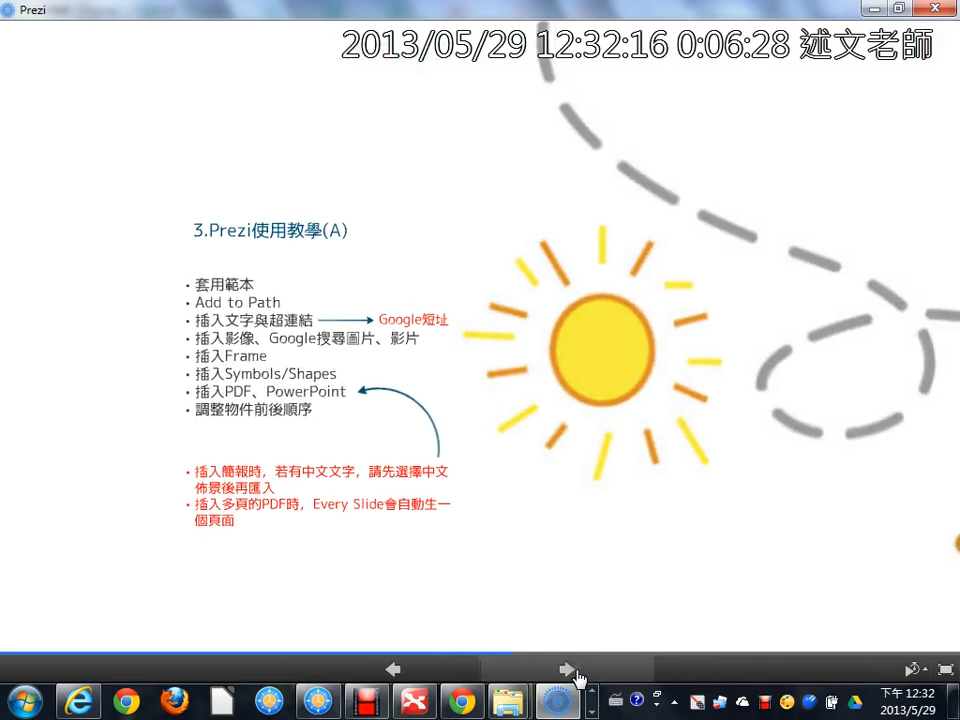 Prezi
2013/05/29 12:32:16 0:06:28 述文老師
3.Prezi使用教學(A)
• 套用範本
• Add to Path
• 插入文字與超連結
Google短址
• 插入影像、Google搜尋圖片、影片
• 插入Frame
• 插入Symbols/Shapes
• 插入PDF、PowerPoint
• 調整物件前後順序
• 插入簡報時，若有中文文字，請先選擇中文
佈景後再匯入
• 插入多頁的PDF時，Every Slide會自動生一
個頁面
下午 12:32
2013/5/29